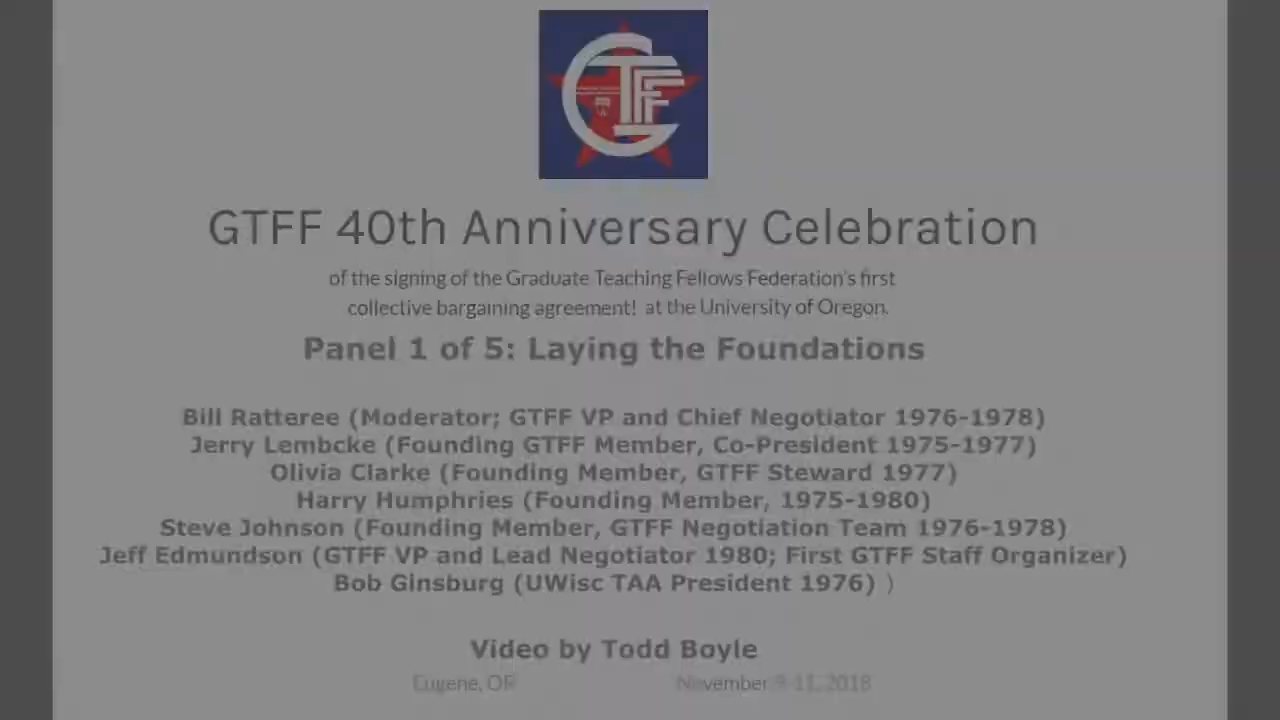 GTFF
GTFF 40th Anniversary Celebration
of the signing of the Graduate Teaching Fellows Federation's first
collective bargaining agreement! at the University of Oregon.
Panel 1 of 5: Laying the Foundations
Bill Ratteree (Moderator; GTFF VP and Chief Negotiator 1976-1978)
Jerry Lembcke (Founding GTFF Member, Co-President 1975-1977)
Olivia Clarke (Founding Member, GTFF Steward 1977)
Harry Humphries (Founding Member, 1975-1980)
Steve Johnson (Founding Member, GTFF Negotiation Team 1976-1978)
Jeff Edmundson (GTFF VP and Lead Negotiator 1980; First GTFF Staff Organizer)
Bob Ginsburg (UWisc TAA President 1976) )
Video by Todd Boyle
Eugene, OR November 9-11, 2018